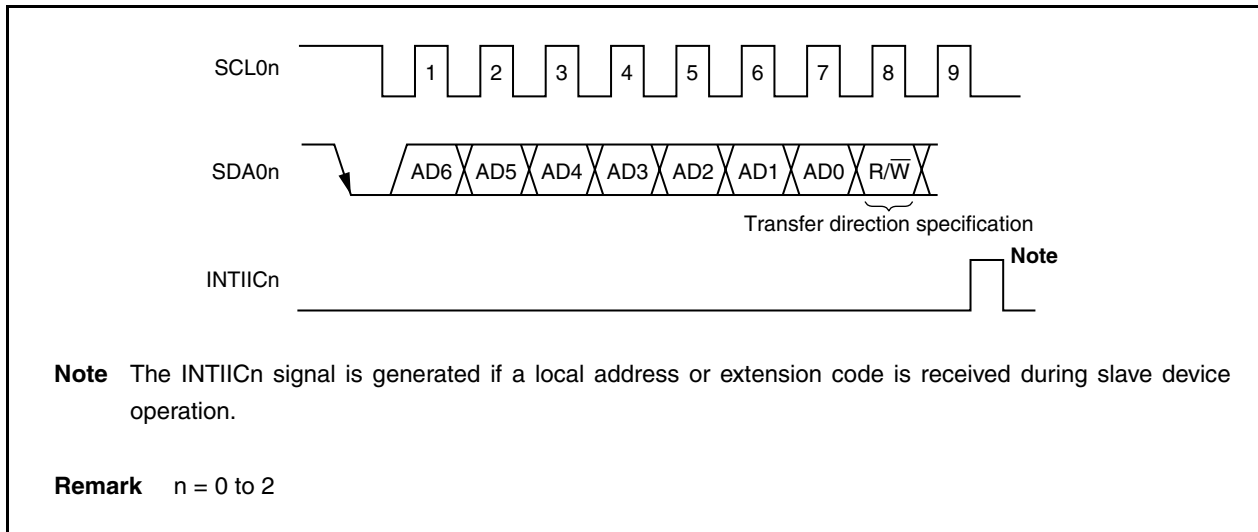 SCL0n 1 2 3 4 5 6 7 8 9
SDA0n AD6 AD5 AD4 AD3 AD2 AD1 AD0 R/W̅
Transfer direction specification
INTIICn Note
Note The INTIICn signal is generated if a local address or extension code is received during slave device
operation.
Remark n = 0 to 2